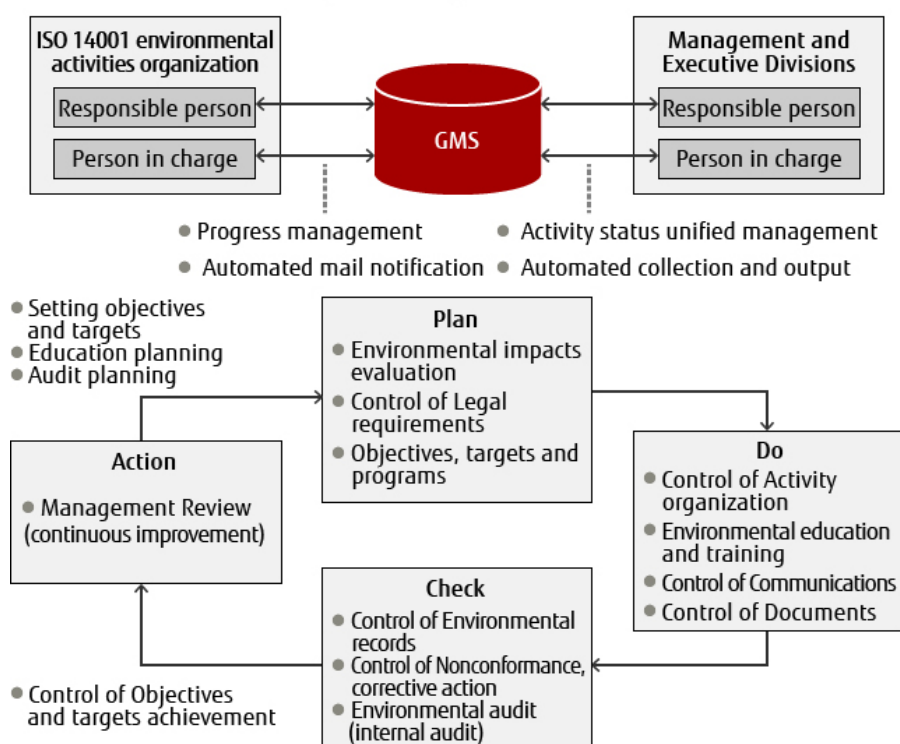 ISO 14001 environmental
activities organization
Responsible person
Person in charge
GMS
Management and
Executive Divisions
Responsible person
Person in charge
● Progress management
● Automated mail notification
● Activity status unified management
● Automated collection and output
● Setting objectives
and targets
● Education planning
● Audit planning
Plan
● Environmental impacts
evaluation
● Control of Legal
requirements
● Objectives, targets and
programs
Do
● Control of Activity
organization
● Environmental education
and training
● Control of Communications
● Control of Documents
Check
● Control of Environmental
records
● Control of Nonconformance,
corrective action
● Environmental audit
(internal audit)
Action
● Management Review
(continuous improvement)
● Control of Objectives
and targets achievement